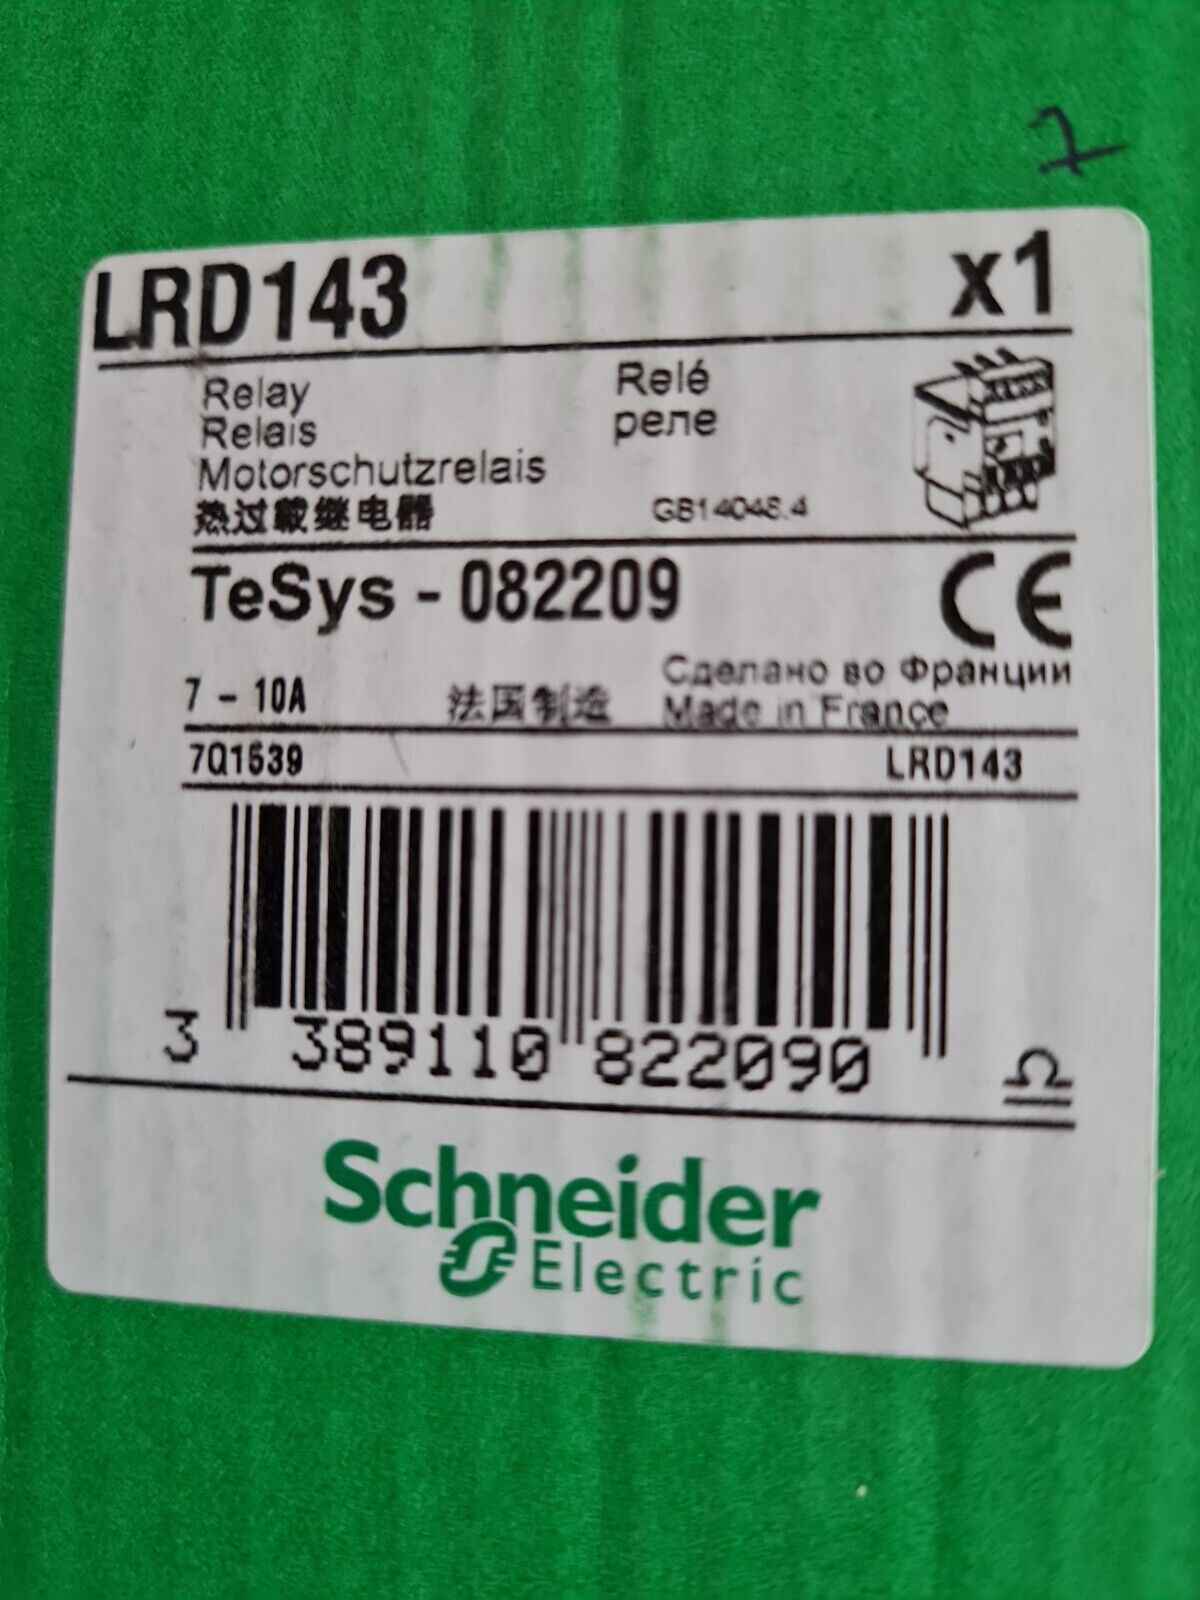 7
LRD143 x1
Relay Relé
Relais реле
Motorschutzrelais
热过载继电器 GB14048.4
TeSys - 082209 CE
Сделано во Франции
7 - 10A 法国制造 Made in France
7Q1539 LRD143
3 389110 822090
Schneider
Electric